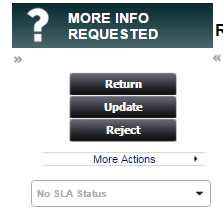 ?
MORE INFO
REQUESTED
R
»
«
Return
Update
Reject
More Actions
No SLA Status